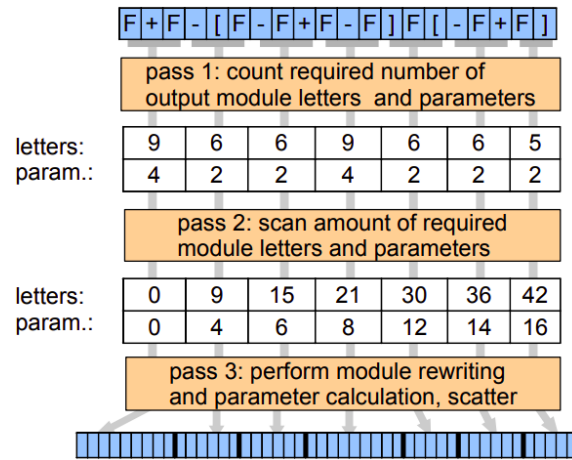 F + F - [ F - F + F - F ] F [ - F + F ]
pass 1: count required number of
output module letters and parameters
letters: 9 6 6 9 6 6 5
param.: 4 2 2 4 2 2 2
pass 2: scan amount of required
module letters and parameters
letters: 0 9 15 21 30 36 42
param.: 0 4 6 8 12 14 16
pass 3: perform module rewriting
and parameter calculation, scatter